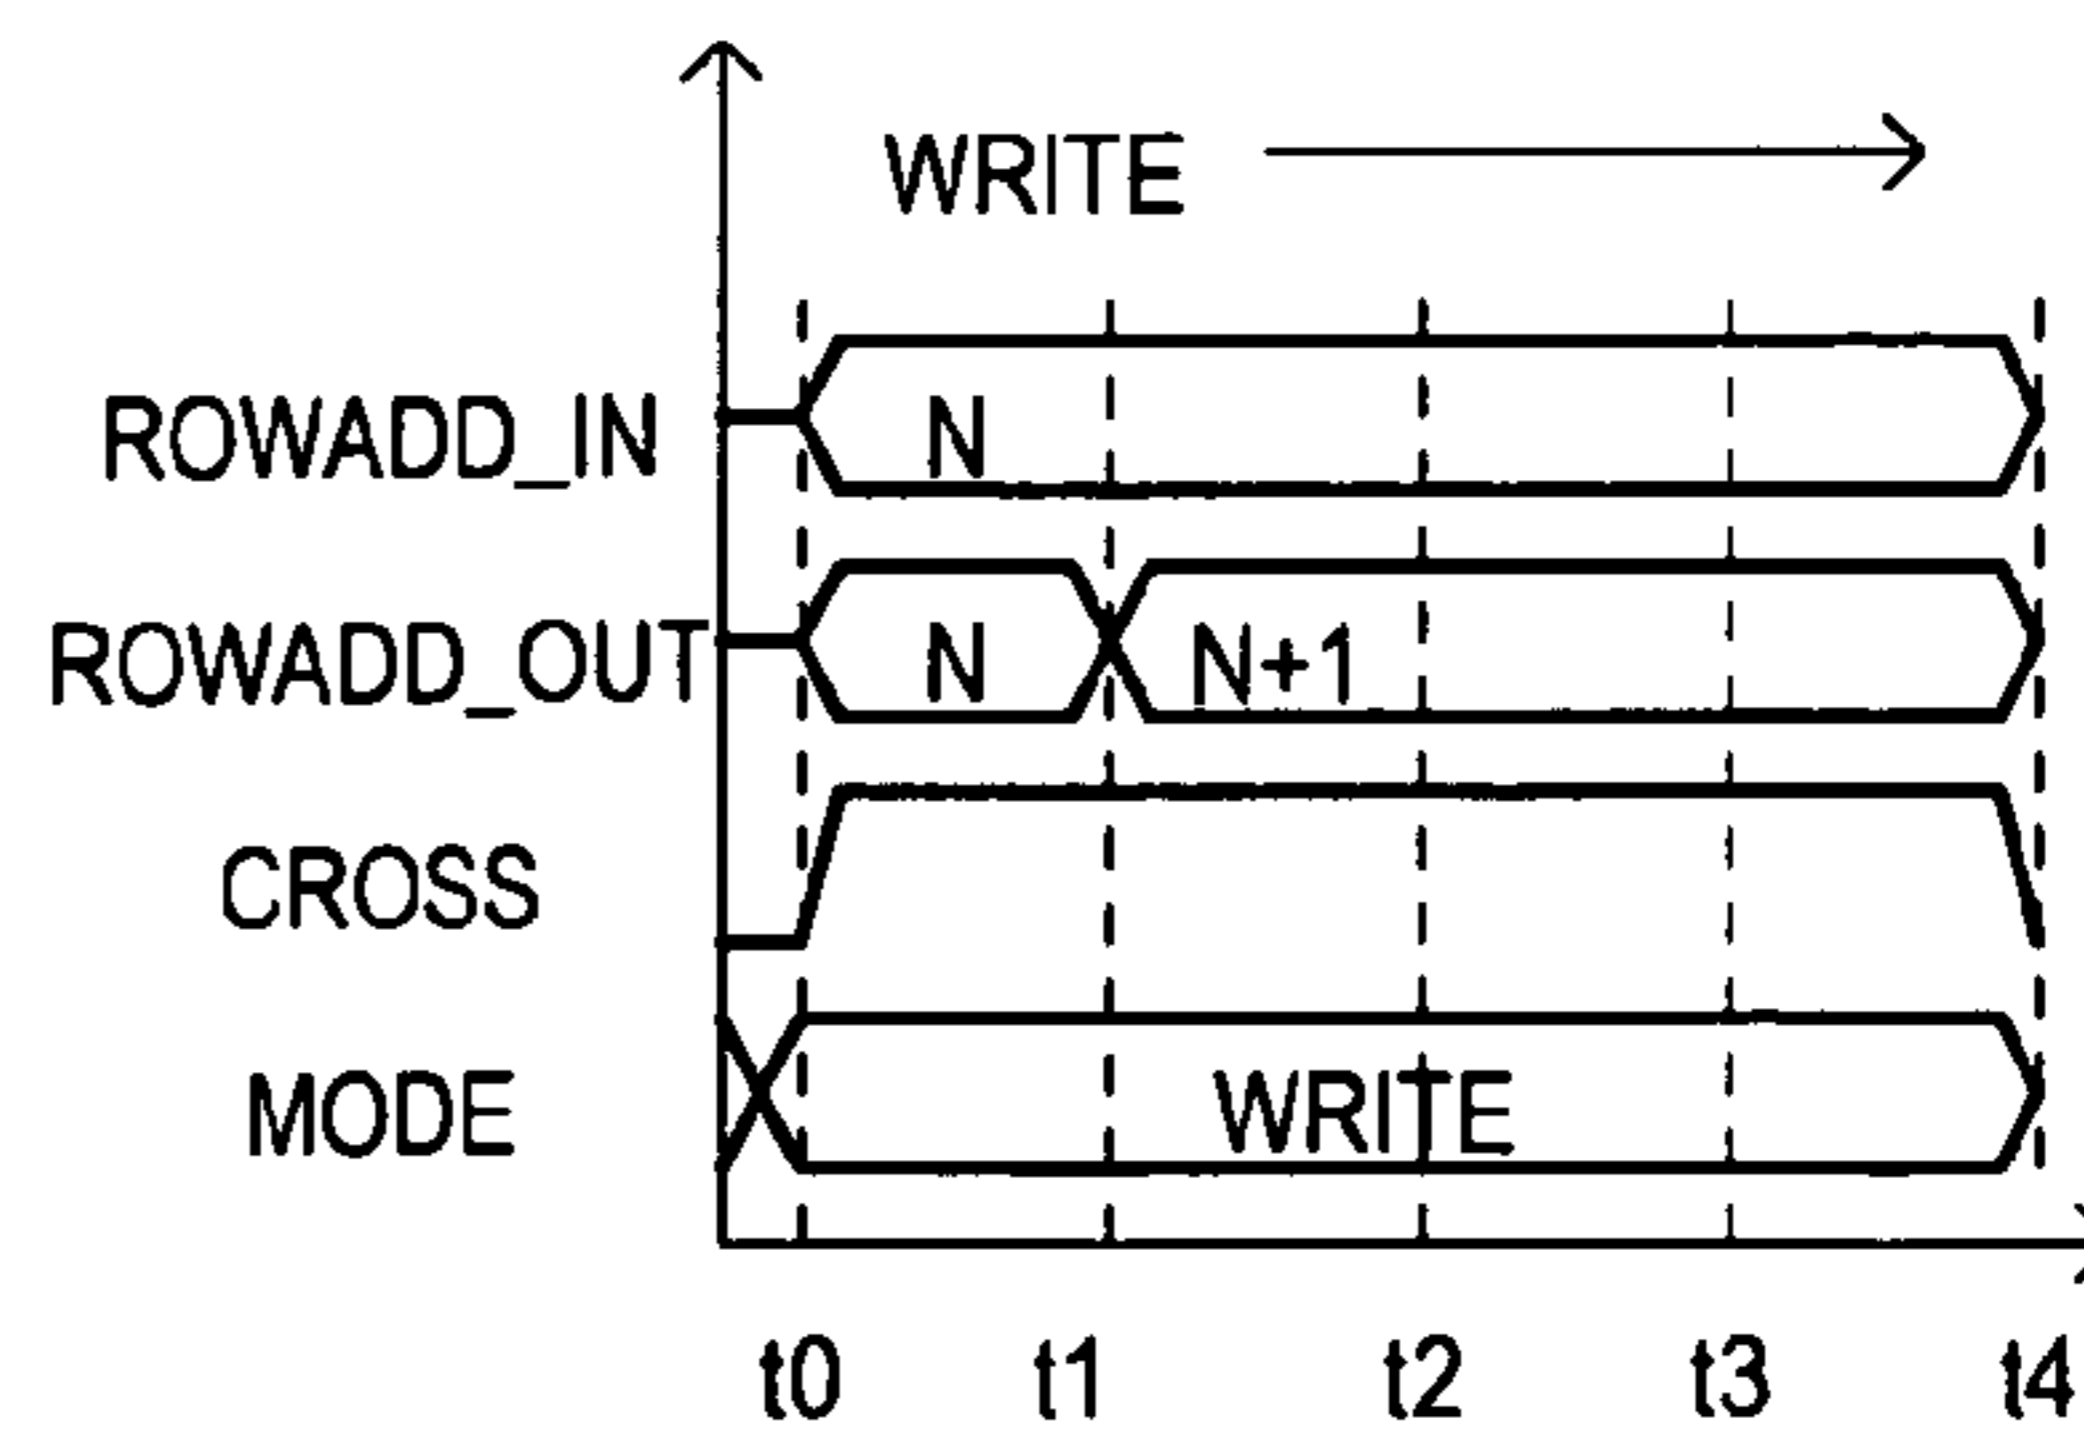 WRITE
ROWADD_IN N
ROWADD_OUT N N+1
CROSS
MODE WRITE
t0 t1 t2 t3 t4